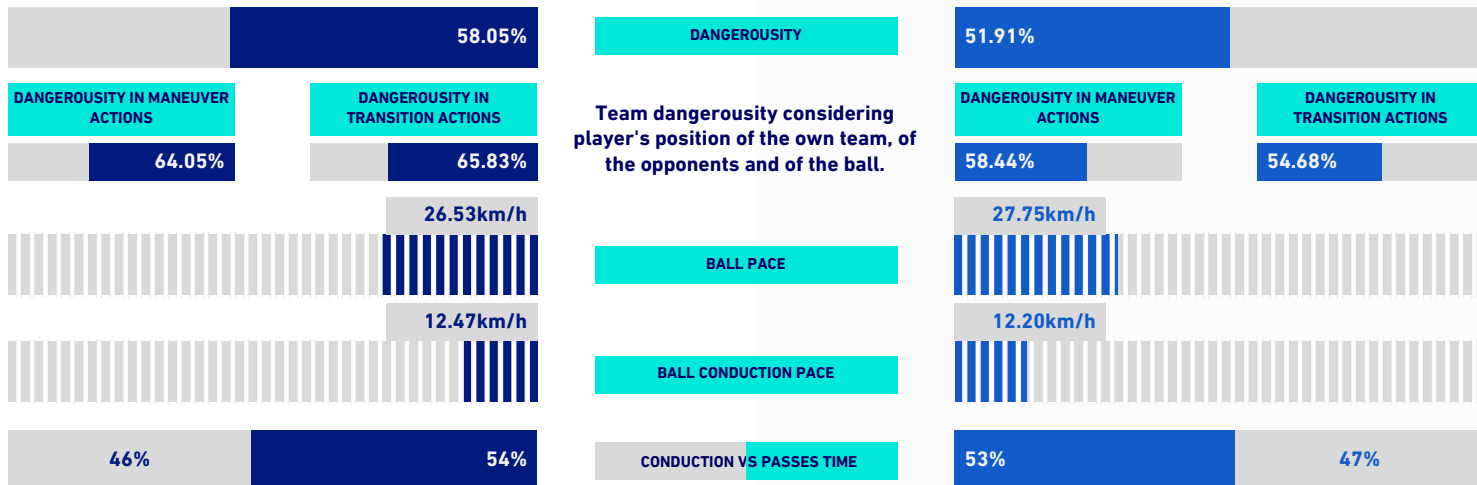 58.05%
DANGEROUSITY
51.91%
DANGEROUSITY IN MANEUVER
ACTIONS
DANGEROUSITY IN
TRANSITION ACTIONS
64.05%
65.83%
Team dangerousity considering
player's position of the own team, of
the opponents and of the ball.
DANGEROUSITY IN MANEUVER
ACTIONS
DANGEROUSITY IN
TRANSITION ACTIONS
58.44%
54.68%
26.53km/h
BALL PACE
27.75km/h
12.47km/h
BALL CONDUCTION PACE
12.20km/h
46%
54%
CONDUCTION VS PASSES TIME
53%
47%